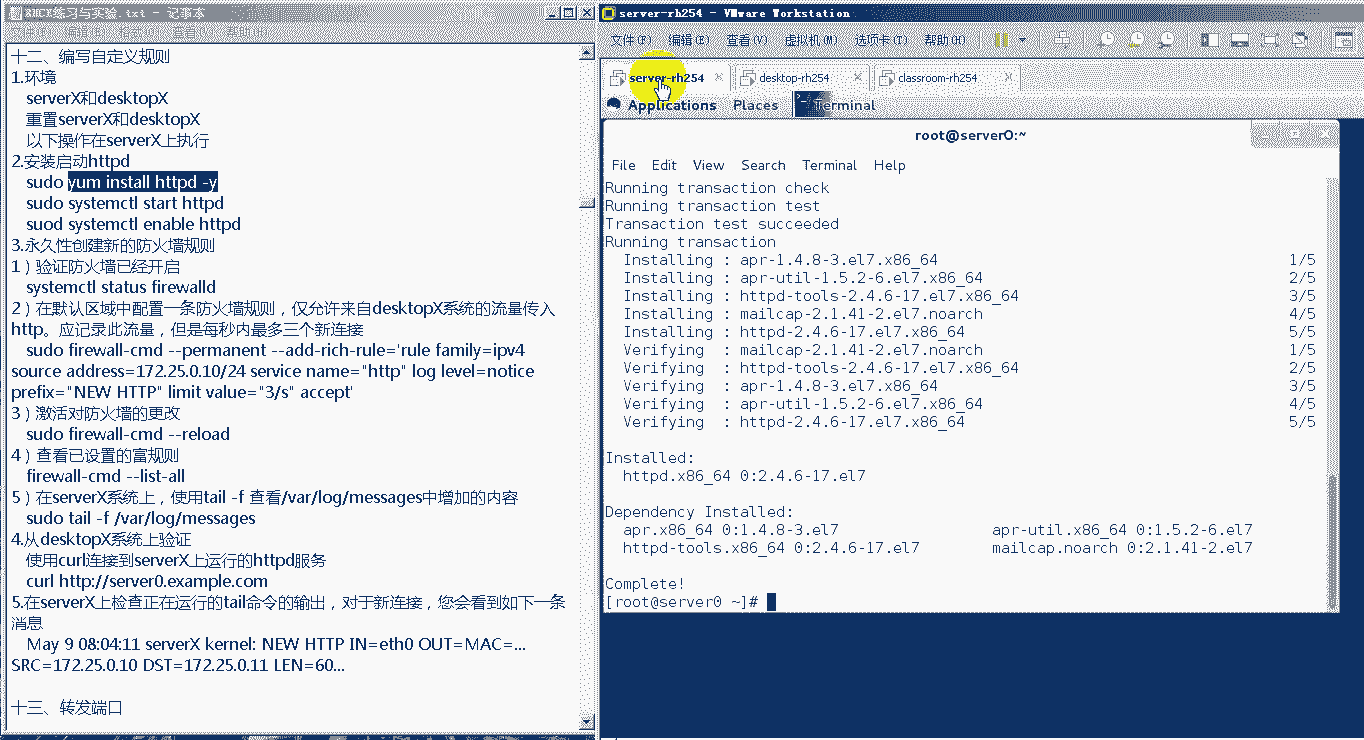 RHCX练习与实验.txt - 记事本
十二、编写自定义规则
1.环境
serverX和desktopX
重置serverX和desktopX
以下操作在serverX上执行
2.安装启动httpd
sudo yum install httpd -y
sudo systemctl start httpd
suod systemctl enable httpd
3.永久性创建新的防火墙规则
1）验证防火墙已经开启
systemctl status firewalld
2）在默认区域中配置一条防火墙规则，仅允许来自desktopX系统的流量传入
http。应记录此流量，但是每秒内最多三个新连接
sudo firewall-cmd --permanent --add-rich-rule='rule family=ipv4
source address=172.25.0.10/24 service name="http" log level=notice
prefix="NEW HTTP" limit value="3/s" accept'
3）激活对防火墙的更改
sudo firewall-cmd --reload
4）查看已设置的富规则
firewall-cmd --list-all
5）在serverX系统上，使用tail -f 查看/var/log/messages中增加的内容
sudo tail -f /var/log/messages
4.从desktopX系统上验证
使用curl连接到serverX上运行的httpd服务
curl http://server0.example.com
5.在serverX上检查正在运行的tail命令的输出，对于新连接，您会看到如下一条
消息
May 9 08:04:11 serverX kernel: NEW HTTP IN=eth0 OUT=MAC=...
SRC=172.25.0.10 DST=172.25.0.11 LEN=60...
十三、转发端口
server-rh254 - VMware Workstation
文件(F) 编辑(E) 查看(V) 虚拟机(M) 选项卡(T) 帮助(H)
server-rh254 desktop-rh254 classroom-rh254
Applications Places Terminal
root@server0:~
File Edit View Search Terminal Help
Running transaction check
Running transaction test
Transaction test succeeded
Running transaction
Installing : apr-1.4.8-3.el7.x86_64 1/5
Installing : apr-util-1.5.2-6.el7.x86_64 2/5
Installing : httpd-tools-2.4.6-17.el7.x86_64 3/5
Installing : mailcap-2.1.41-2.el7.noarch 4/5
Installing : httpd-2.4.6-17.el7.x86_64 5/5
Verifying : mailcap-2.1.41-2.el7.noarch 1/5
Verifying : httpd-tools-2.4.6-17.el7.x86_64 2/5
Verifying : apr-1.4.8-3.el7.x86_64 3/5
Verifying : apr-util-1.5.2-6.el7.x86_64 4/5
Verifying : httpd-2.4.6-17.el7.x86_64 5/5
Installed:
httpd.x86_64 0:2.4.6-17.el7
Dependency Installed:
apr.x86_64 0:1.4.8-3.el7 apr-util.x86_64 0:1.5.2-6.el7
httpd-tools.x86_64 0:2.4.6-17.el7 mailcap.noarch 0:2.1.41-2.el7
Complete!
[root@server0 ~]#